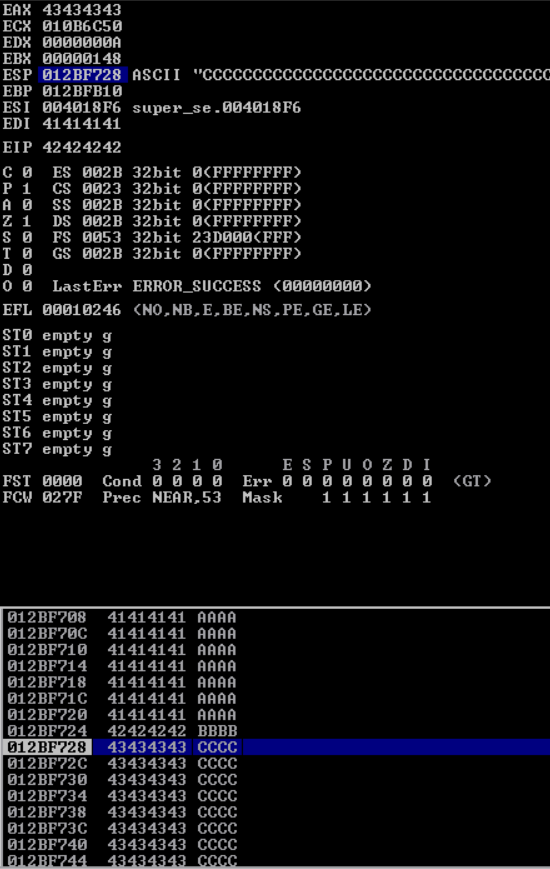 EAX 43434343
ECX 010B6C50
EDX 0000000A
EBX 00000148
ESP 012BF728 ASCII "CCCCCCCCCCCCCCCCCCCCCCCCCCCCCCCCCCC
EBP 012BFB10
ESI 004018F6 super_se.004018F6
EDI 41414141
EIP 42424242
C 0 ES 002B 32bit 0(FFFFFFFF)
P 1 CS 0023 32bit 0(FFFFFFFF)
A 0 SS 002B 32bit 0(FFFFFFFF)
Z 1 DS 002B 32bit 0(FFFFFFFF)
S 0 FS 0053 32bit 23D000(FFF)
T 0 GS 002B 32bit 0(FFFFFFFF)
D 0
O 0 LastErr ERROR_SUCCESS (00000000)
EFL 00010246 (NO,NB,E,BE,NS,PE,GE,LE)
ST0 empty g
ST1 empty g
ST2 empty g
ST3 empty g
ST4 empty g
ST5 empty g
ST6 empty g
ST7 empty g
3 2 1 0 E S P U O Z D I
FST 0000 Cond 0 0 0 0 Err 0 0 0 0 0 0 0 0 (GT)
FCW 027F Prec NEAR,53 Mask 1 1 1 1 1 1
012BF708 41414141 AAAA
012BF70C 41414141 AAAA
012BF710 41414141 AAAA
012BF714 41414141 AAAA
012BF718 41414141 AAAA
012BF71C 41414141 AAAA
012BF720 41414141 AAAA
012BF724 42424242 BBBB
012BF728 43434343 CCCC
012BF72C 43434343 CCCC
012BF730 43434343 CCCC
012BF734 43434343 CCCC
012BF738 43434343 CCCC
012BF73C 43434343 CCCC
012BF740 43434343 CCCC
012BF744 43434343 CCCC